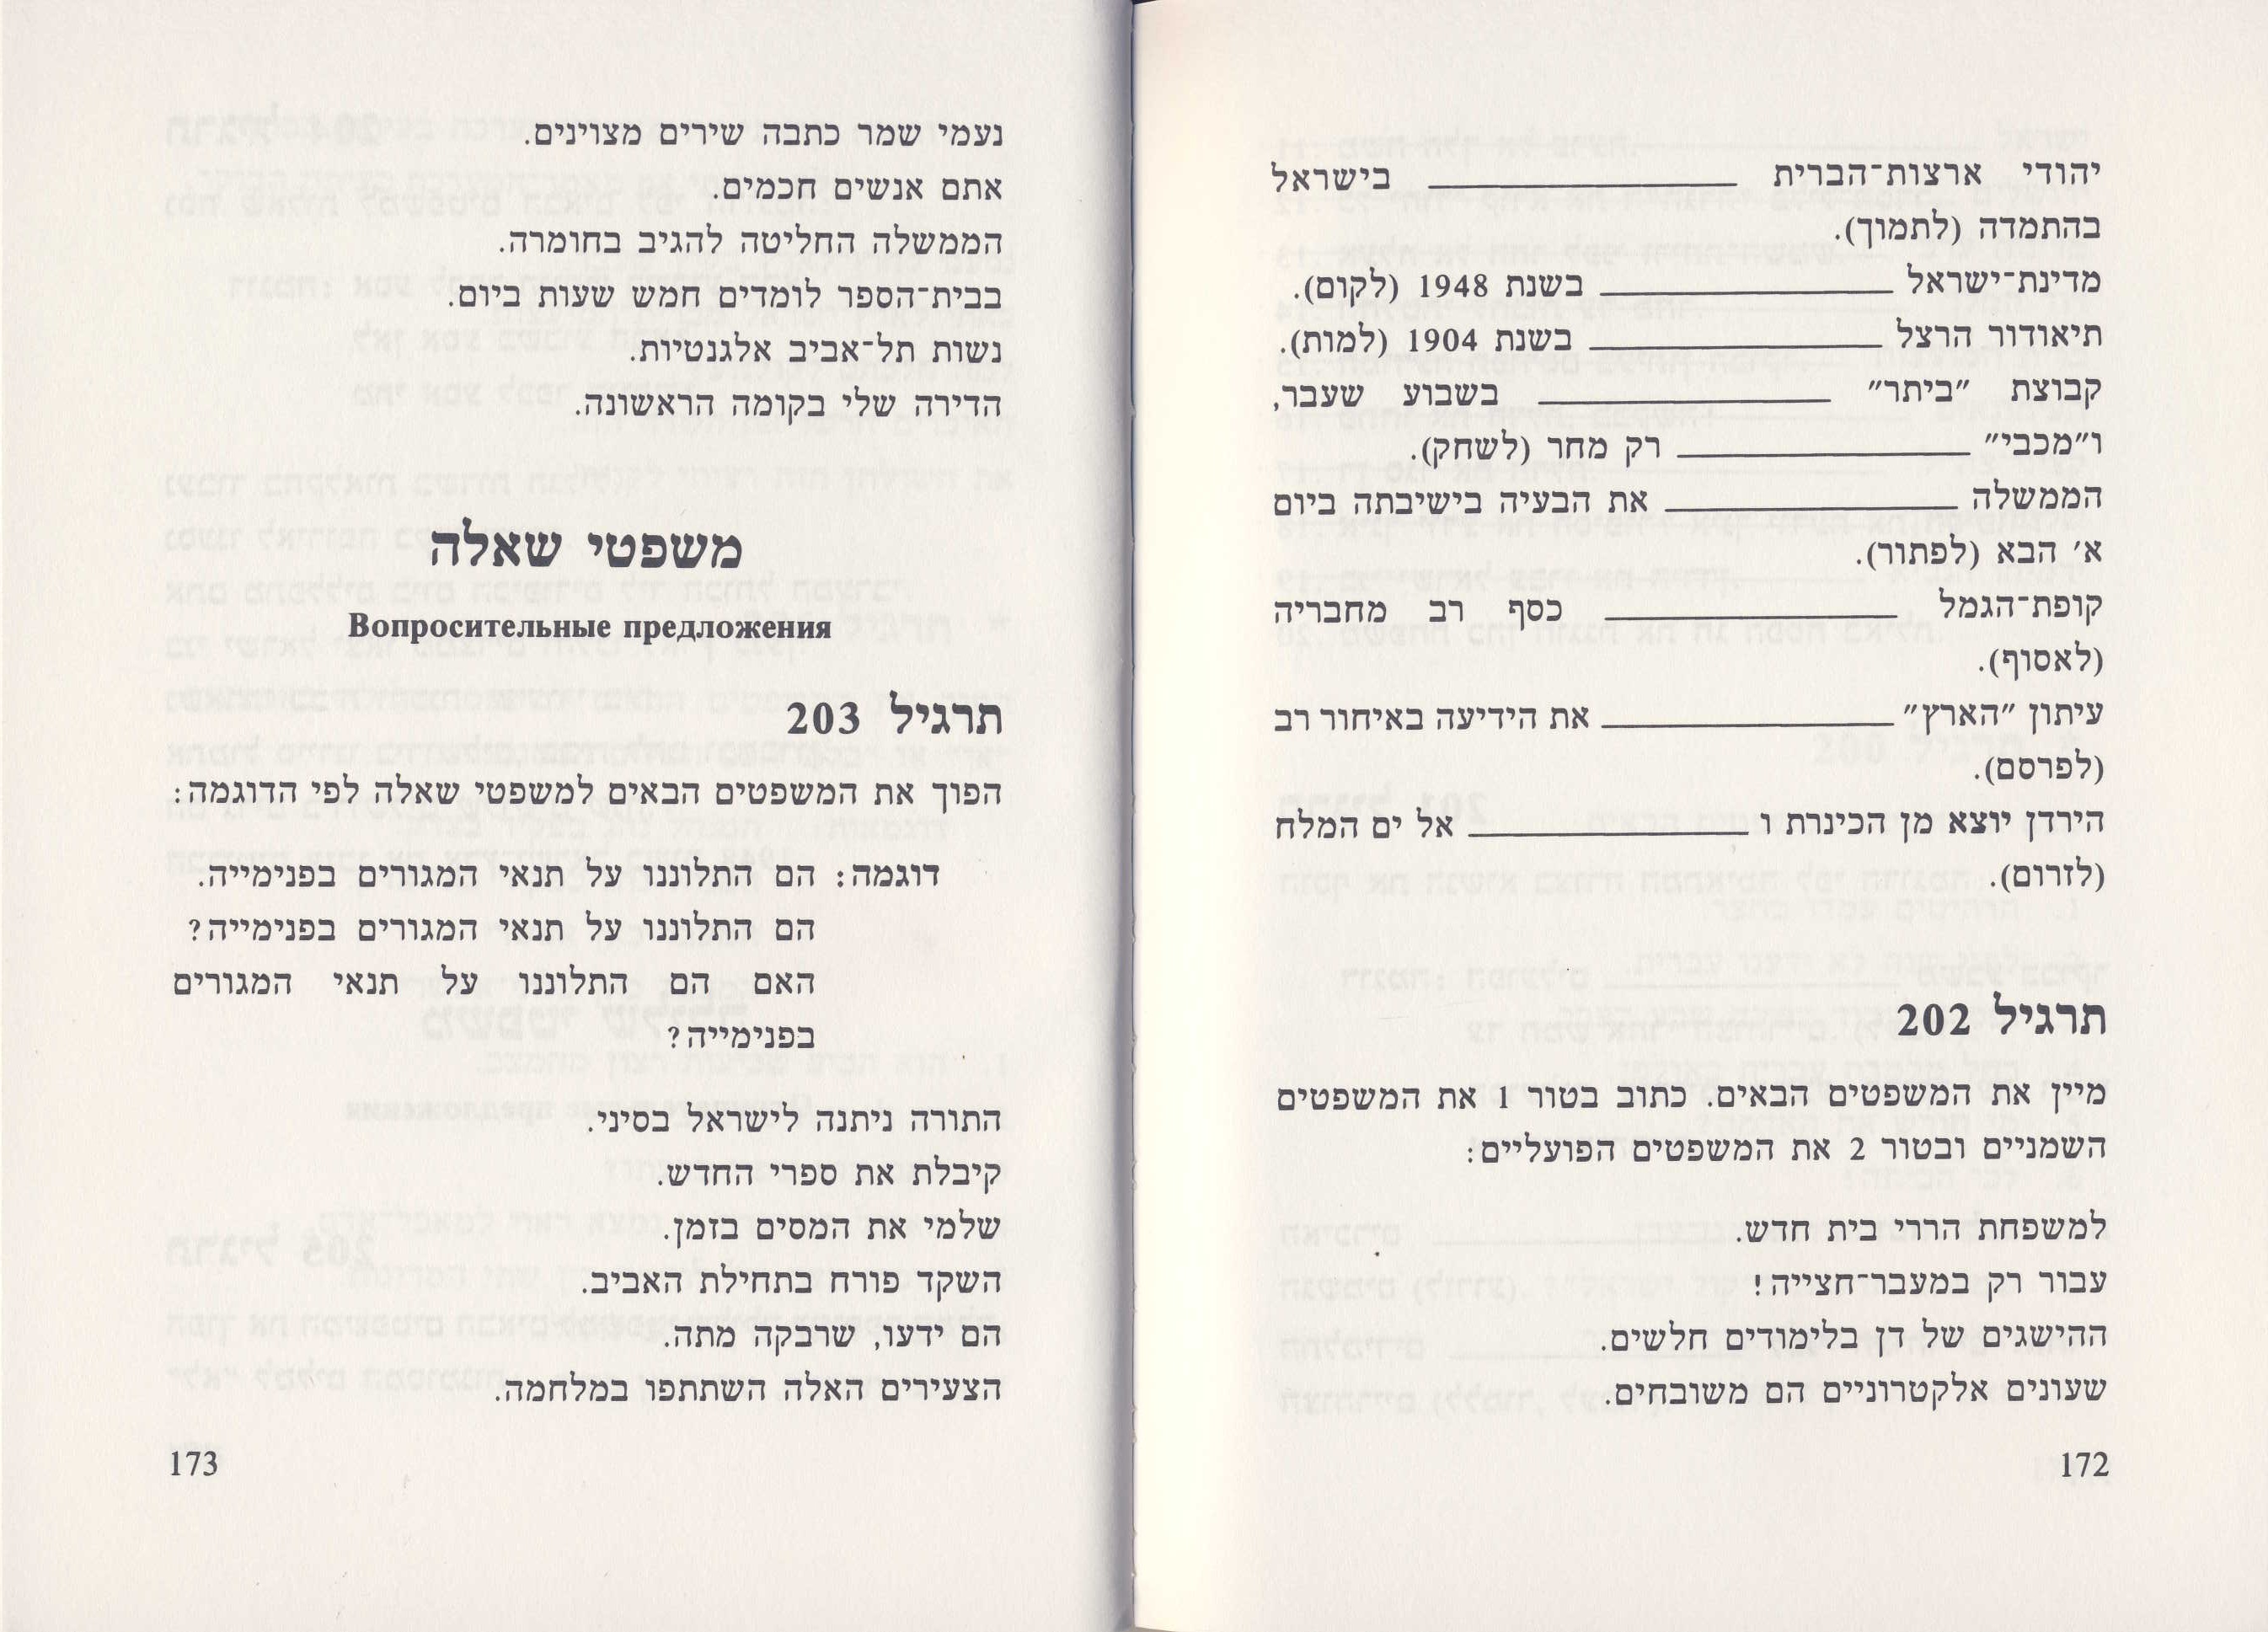 יהודי ארצות־הברית ____________ בישראל
בהתמדה (לתמוך).
מדינת־ישראל ____________ בשנת 1948 (לקום).
תיאודור הרצל ____________ בשנת 1904 (למות).
קבוצת ״ביתר״ ____________ בשבוע שעבר,
ו״מכבי״ ____________ רק מחר (לשחק).
הממשלה ____________ את הבעיה בישיבתה ביום
א׳ הבא (לפתור).
קופת־הגמל ____________ כסף רב מחבריה
(לאסוף).
עיתון ״הארץ״ ____________ את הידיעה באיחור רב
(לפרסם).
הירדן יוצא מן הכינרת ו ____________ אל ים המלח
(לזרום).
תרגיל 202
מיין את המשפטים הבאים. כתוב בטור 1 את המשפטים
השמניים ובטור 2 את המשפטים הפועליים:
למשפחת הררי בית חדש.
עבור רק במעבר־חצייה!
ההישגים של דן בלימודים חלשים.
שעונים אלקטרוניים הם משובחים.
172
נעמי שמר כתבה שירים מצוינים.
אתם אנשים חכמים.
הממשלה החליטה להגיב בחומרה.
בבית־הספר לומדים חמש שעות ביום.
נשות תל־אביב אלגנטיות.
הדירה שלי בקומה הראשונה.
משפטי שאלה
Вопросительные предложения
תרגיל 203
הפוך את המשפטים הבאים למשפטי שאלה לפי הדוגמה:
דוגמה: הם התלוננו על תנאי המגורים בפנימייה.
הם התלוננו על תנאי המגורים בפנימייה?
האם הם התלוננו על תנאי המגורים
בפנימייה?
התורה ניתנה לישראל בסיני.
קיבלת את ספרי החדש.
שלמי את המסים בזמן.
השקד פורח בתחילת האביב.
הם ידעו, שרבקה מתה.
הצעירים האלה השתתפו במלחמה.
173